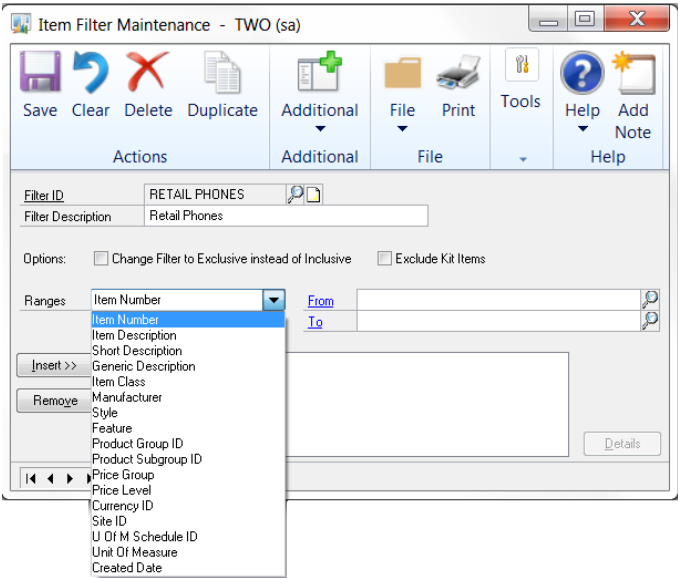 Item Filter Maintenance - TWO (sa)
Save Clear Delete Duplicate Additional File Print Tools Help Add Note
Actions Additional File Help
Filter ID RETAIL PHONES
Filter Description Retail Phones
Options: Change Filter to Exclusive instead of Inclusive Exclude Kit Items
Ranges Item Number From
Item Number To
Item Description
Short Description
Insert >> Generic Description
Item Class
Remove Manufacturer
Style
Feature
Product Group ID Details
Product Subgroup ID
Price Group
Price Level
Currency ID
Site ID
U Of M Schedule ID
Unit Of Measure
Created Date